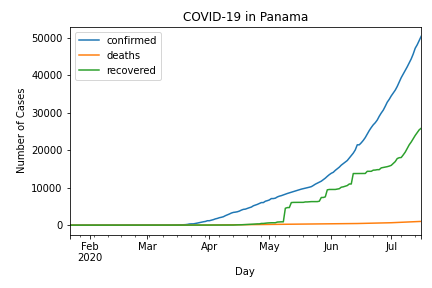 COVID-19 in Panama
confirmed
deaths
recovered
Number of Cases
50000
40000
30000
20000
10000
0
Feb Mar Apr May Jun Jul
2020
Day